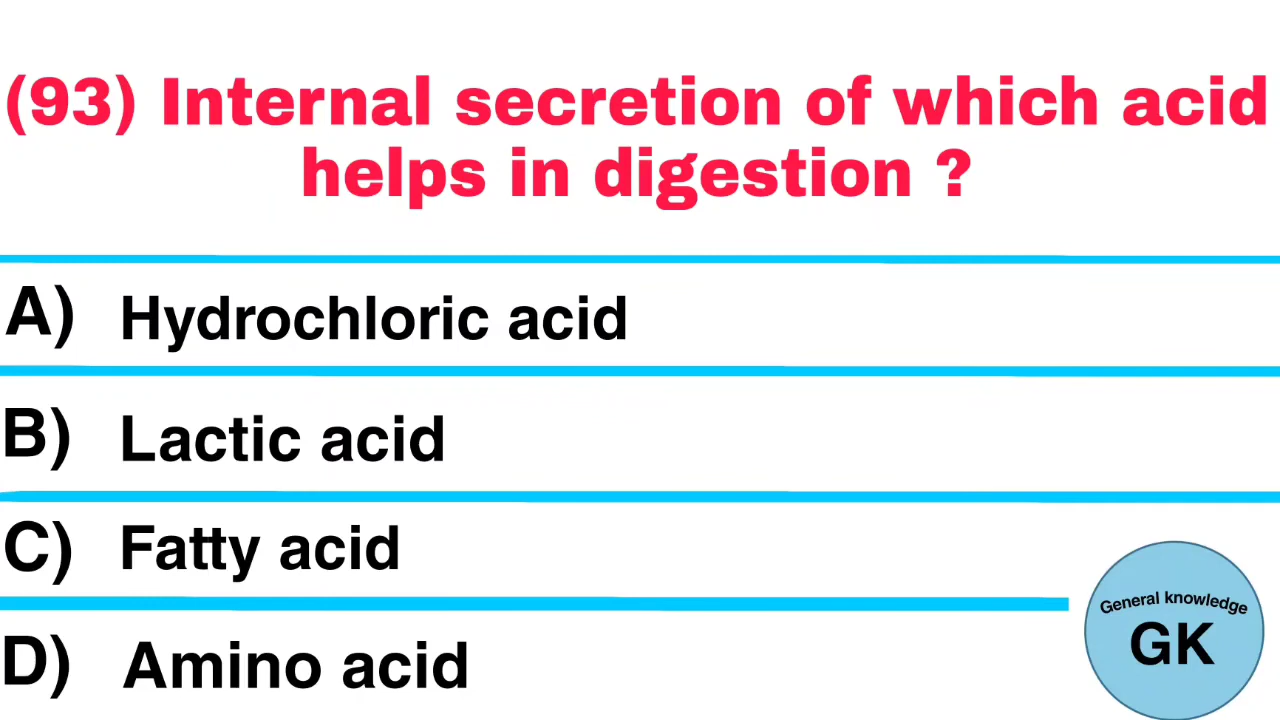 (93) Internal secretion of which acid
helps in digestion ?
A) Hydrochloric acid
B) Lactic acid
C) Fatty acid
D) Amino acid
General knowledge
GK